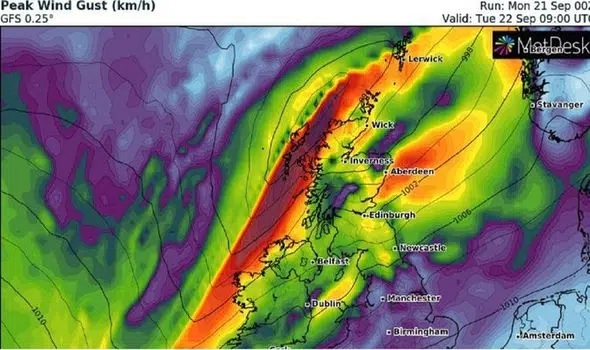 Peak Wind Gust (km/h)
Run: Mon 21 Sep 00Z
GFS 0.25°
Valid: Tue 22 Sep 09:00 UTC
MetDesk
Bergen
Lerwick
998
Stavanger
Wick
Inverness
Aberdeen
1002
Edinburgh
1006
Newcastle
Belfast
Dublin
Manchester
1010
1010
Birmingham
Amsterdam